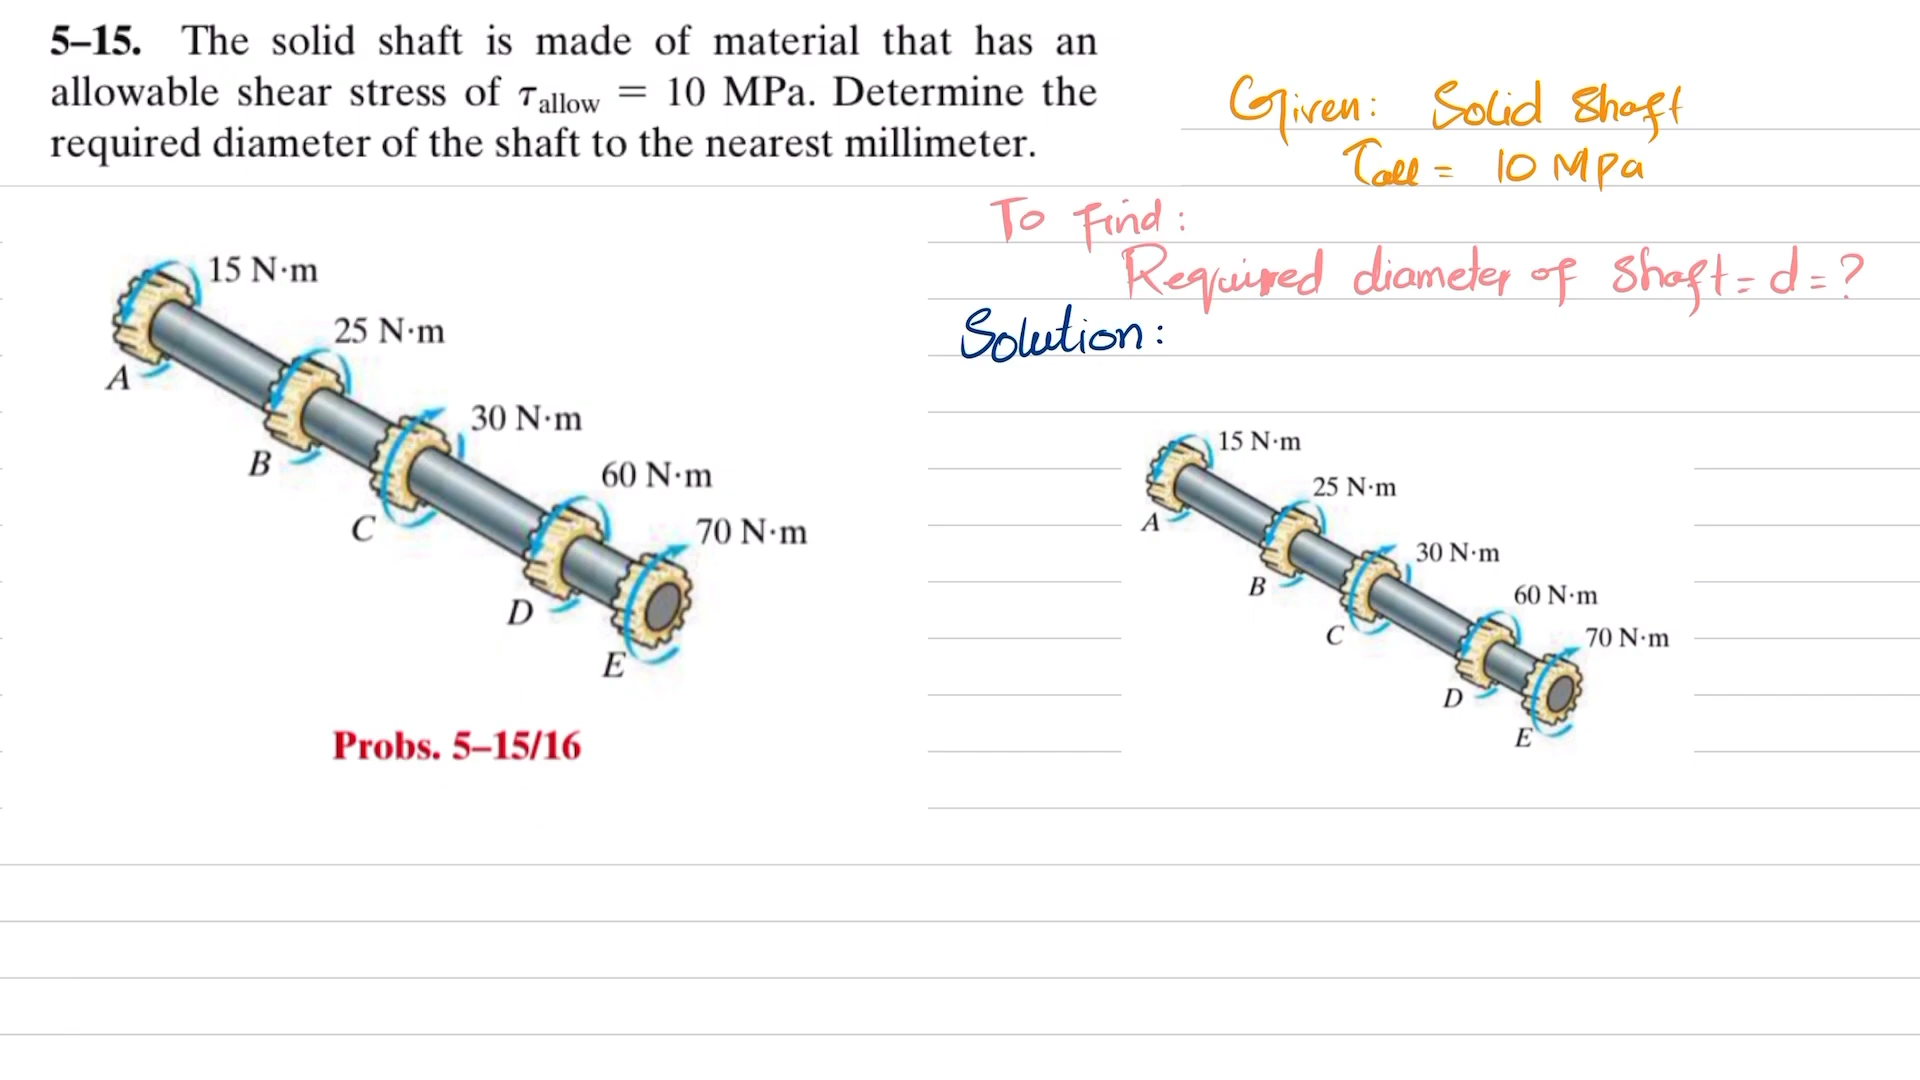 5–15. The solid shaft is made of material that has an
allowable shear stress of τallow = 10 MPa. Determine the
required diameter of the shaft to the nearest millimeter.
Given: Solid Shaft
τall = 10 MPa
To Find:
Required diameter of Shaft = d = ?
Solution:
15 N·m
25 N·m
30 N·m
60 N·m
70 N·m
A
B
C
D
E
Probs. 5–15/16
15 N·m
25 N·m
30 N·m
60 N·m
70 N·m
A
B
C
D
E